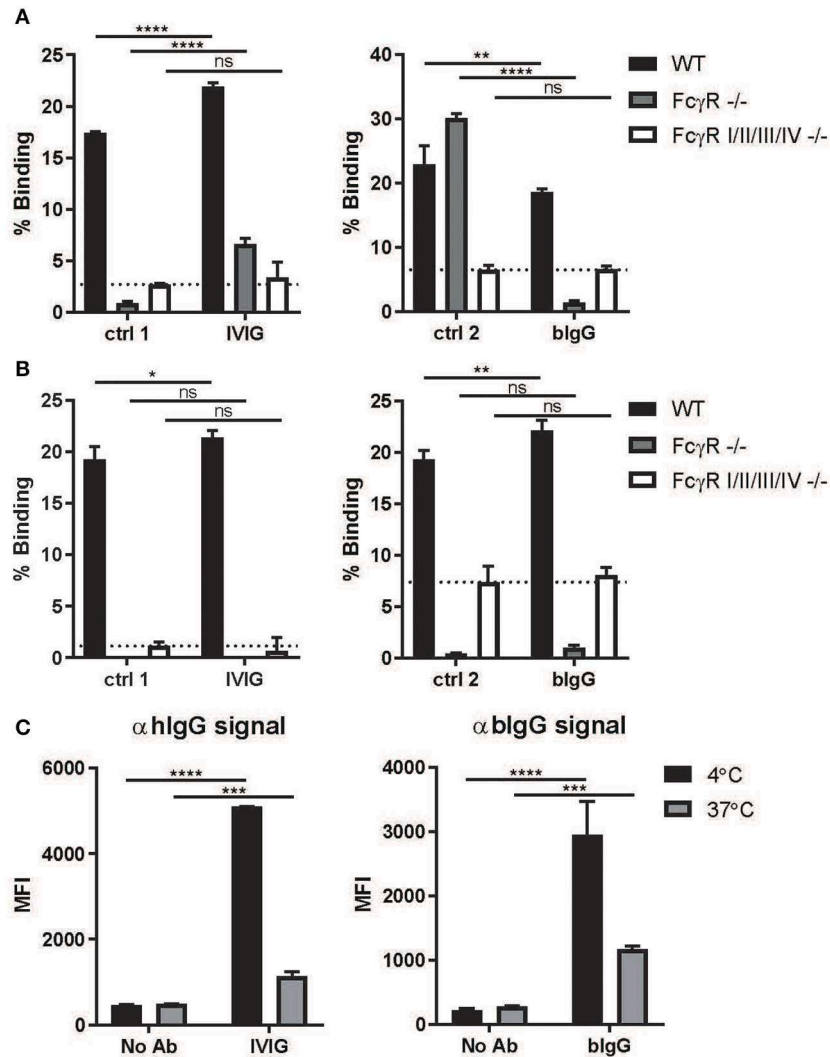 A
****
****
ns
25
20
15
10
5
0
% Binding
ctrl 1
IVIG
**
****
ns
40
30
20
10
0
% Binding
ctrl 2
bIgG
WT
FcγR -/-
FcγR I/II/III/IV -/-
B
*
ns
ns
25
20
15
10
5
0
% Binding
ctrl 1
IVIG
**
ns
ns
25
20
15
10
5
0
% Binding
ctrl 2
bIgG
WT
FcγR -/-
FcγR I/II/III/IV -/-
C
αhIgG signal
****
***
6000
4000
2000
0
MFI
No Ab
IVIG
αbIgG signal
****
***
4000
3000
2000
1000
0
MFI
No Ab
bIgG
4°C
37°C